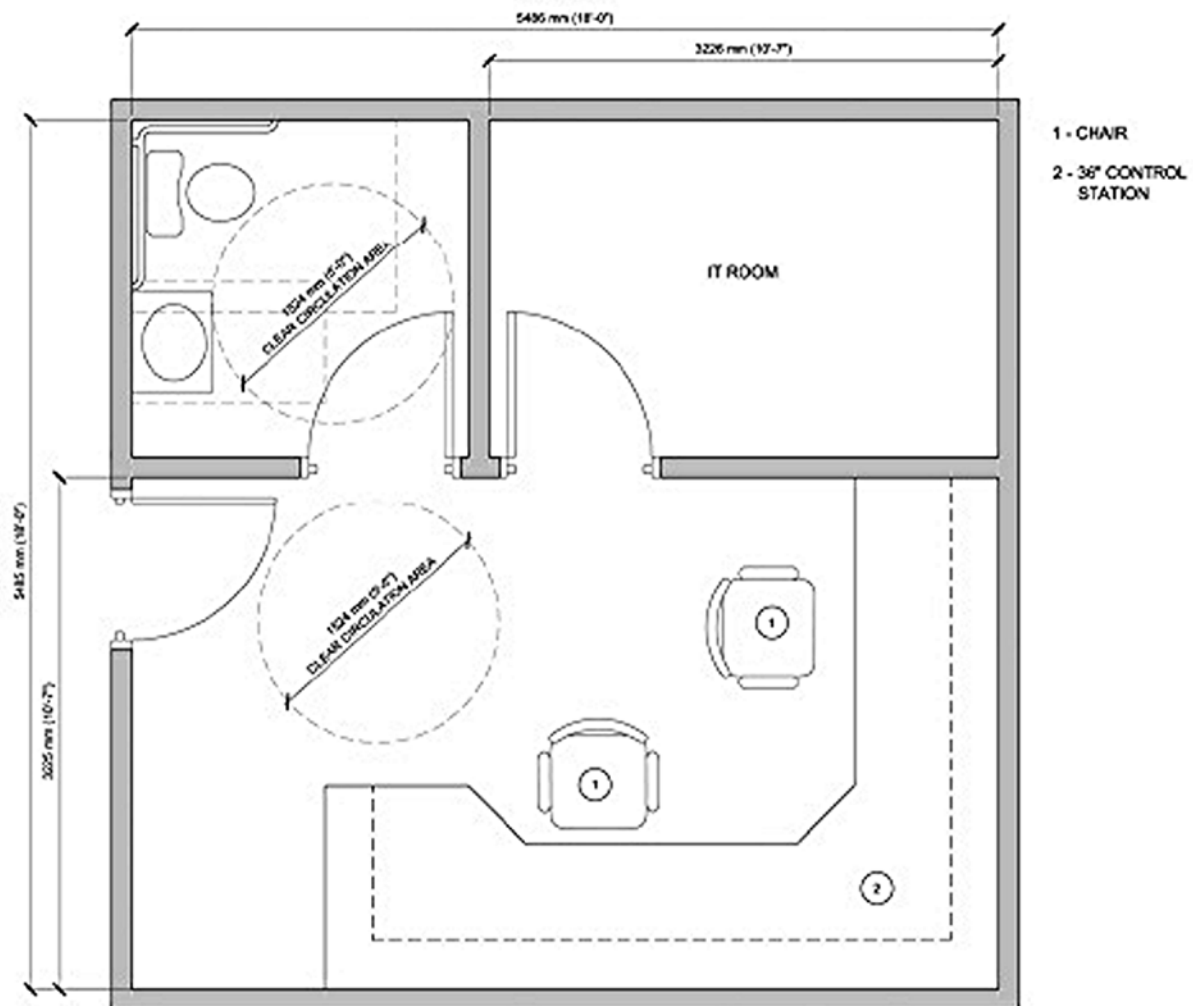 5486 mm (18'-0")
3226 mm (10'-7")
1 - CHAIR
2 - 36" CONTROL
STATION
1524 mm (5'-0")
CLEAR CIRCULATION AREA
IT ROOM
5485 mm (18'-0")
1524 mm (5'-0")
CLEAR CIRCULATION AREA
1
3225 mm (10'-7")
1
2